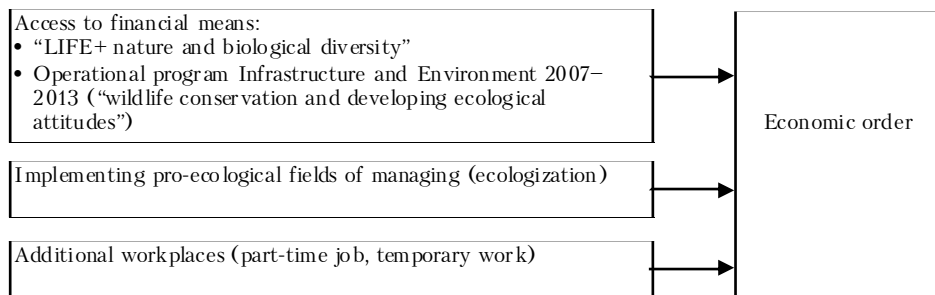 Access to financial means:
• “LIFE+ nature and biological diversity”
• Operational program Infrastructure and Environment 2007–
2013 (“wildlife conservation and developing ecological
attitudes”)
Economic order
Implementing pro-ecological fields of managing (ecologization)
Additional workplaces (part-time job, temporary work)